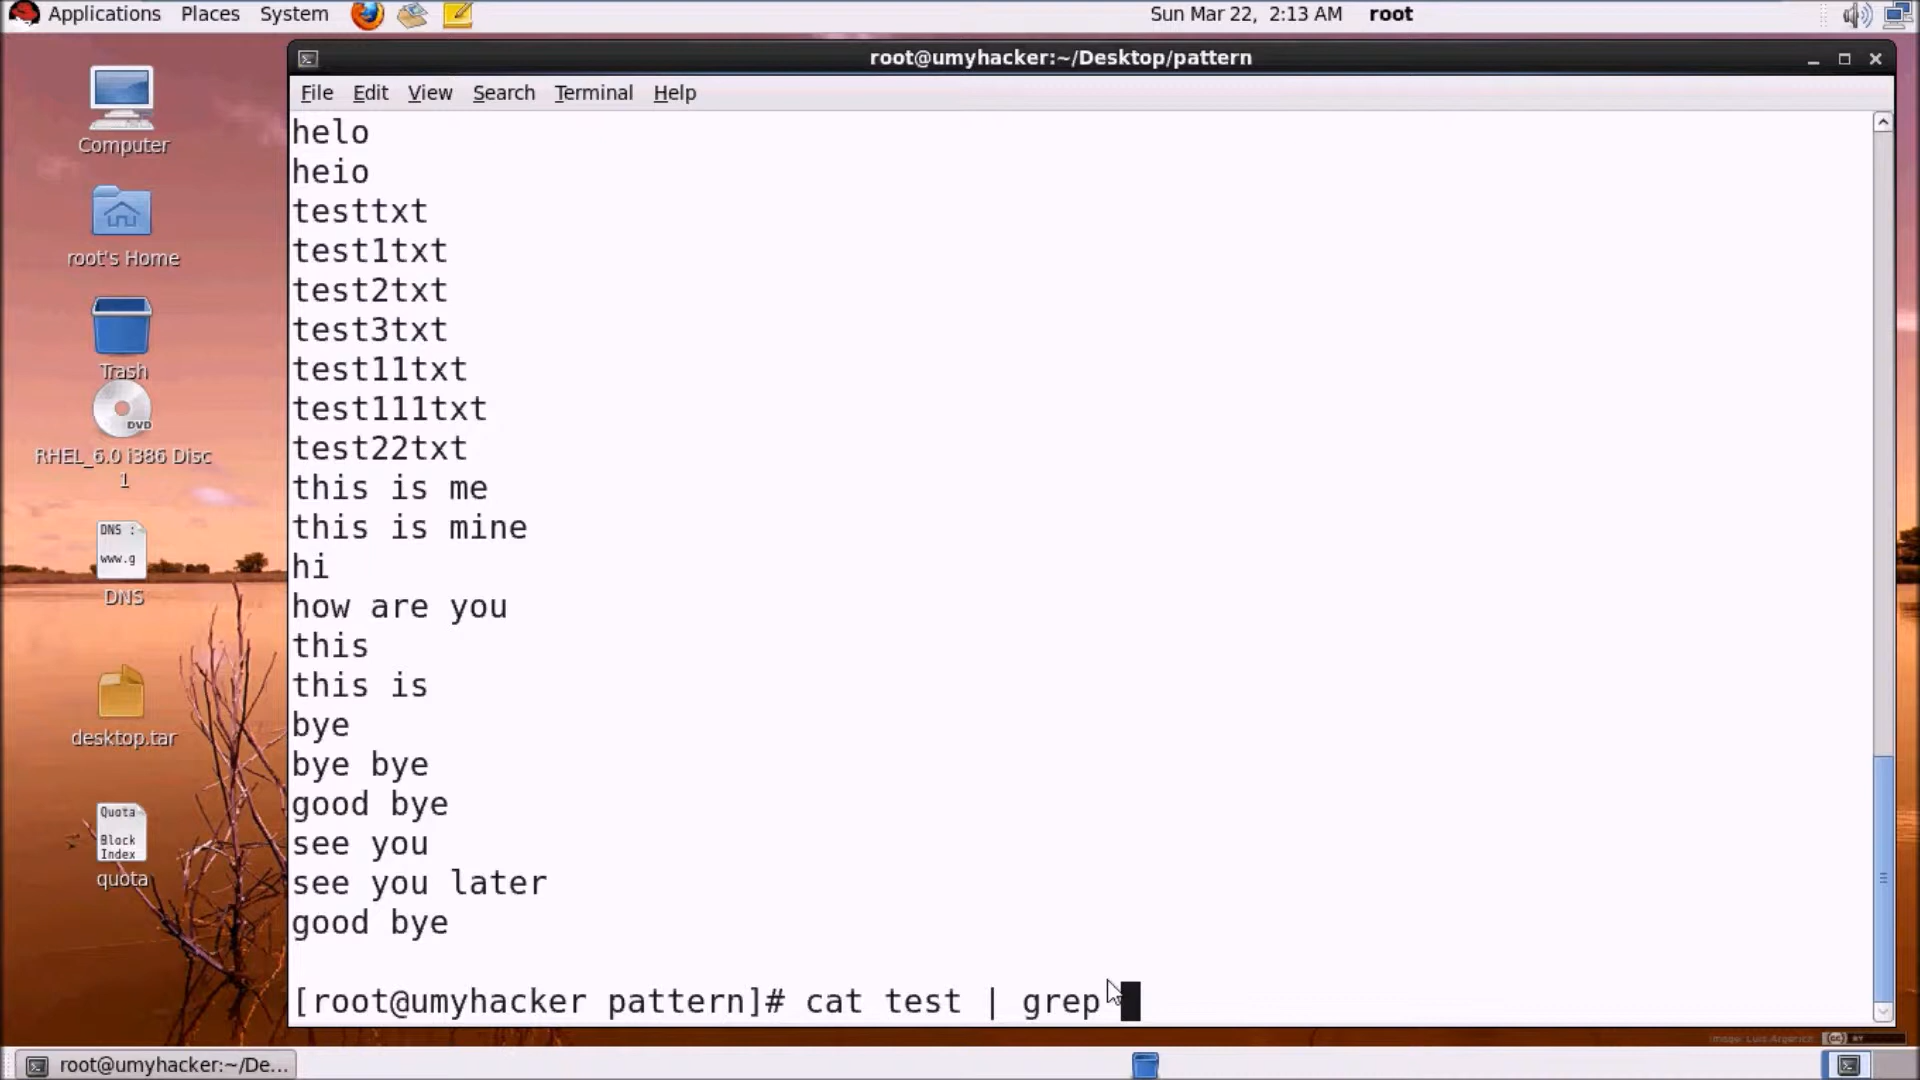 Applications Places System Sun Mar 22, 2:13 AM root
root@umyhacker:~/Desktop/pattern
File Edit View Search Terminal Help
Computer
root's Home
Trash
DVD
RHEL_6.0 i386 Disc
1
DNS :
www.g
DNS
desktop.tar
Quota
Block
Index
quota
helo
heio
testtxt
test1txt
test2txt
test3txt
test11txt
test111txt
test22txt
this is me
this is mine
hi
how are you
this
this is
bye
bye bye
good bye
see you
see you later
good bye
[root@umyhacker pattern]# cat test | grep
root@umyhacker:~/De...